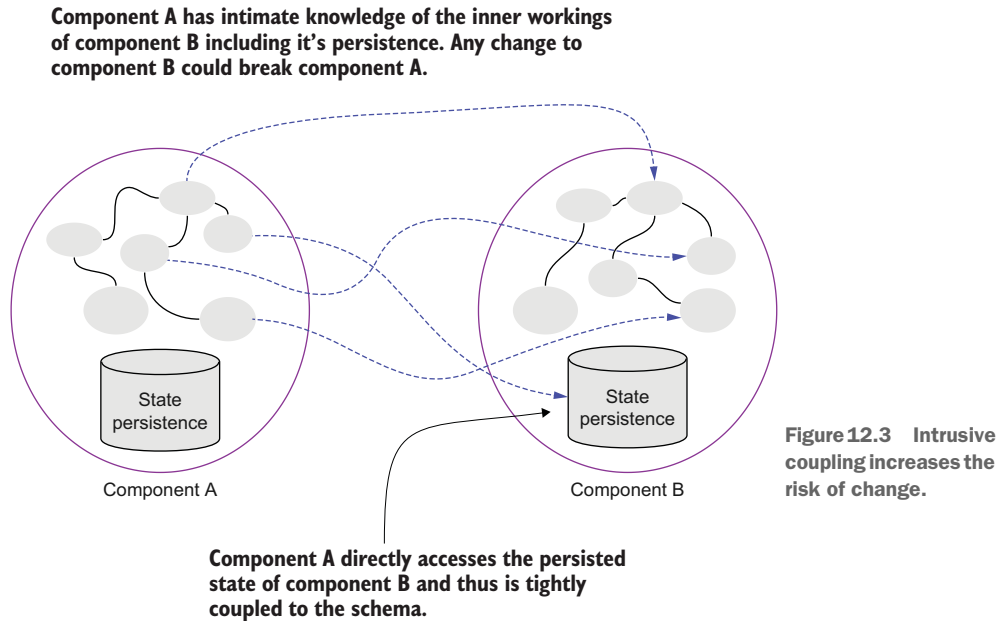 Component A has intimate knowledge of the inner workings
of component B including it's persistence. Any change to
component B could break component A.
State
persistence
Component A
State
persistence
Component B
Figure 12.3 Intrusive
coupling increases the
risk of change.
Component A directly accesses the persisted
state of component B and thus is tightly
coupled to the schema.